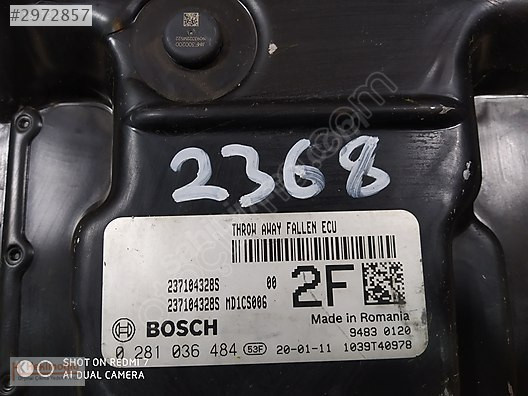 #2972857
2368
THROW AWAY FALLEN ECU
237104328S 00
237104328S MD1CS006
2F
BOSCH
Made in Romania
9483 0120
0 281 036 484 53F 20-01-11 1039T40978
SHOT ON REDMI 7
AI DUAL CAMERA